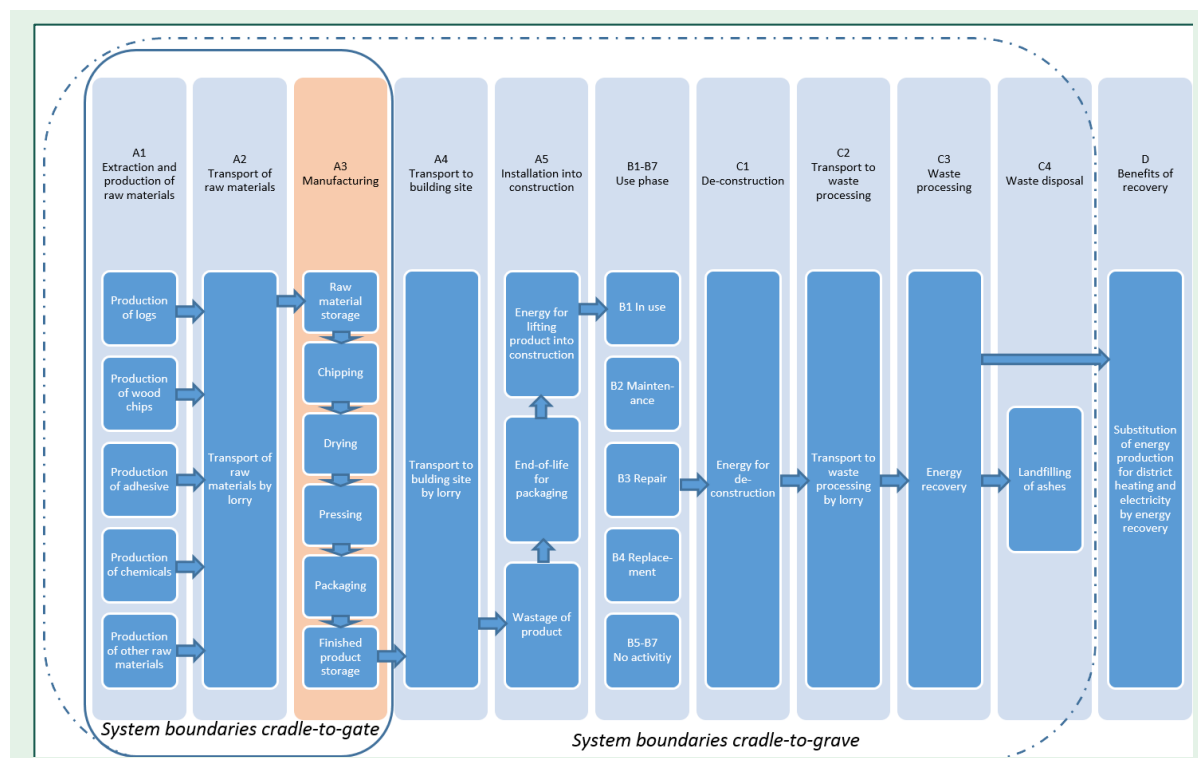 A1
Extraction and
production of
raw materials
A2
Transport of
raw materials
A3
Manufacturing
A4
Transport to
building site
A5
Installation into
construction
B1-B7
Use phase
C1
De-construction
C2
Transport to
waste
processing
C3
Waste
processing
C4
Waste disposal
D
Benefits of
recovery
Production
of logs
Production
of wood
chips
Production
of adhesive
Production
of chemicals
Production
of other raw
materials
Transport of
raw
materials by
lorry
Raw
material
storage
Chipping
Drying
Pressing
Packaging
Finished
product
storage
Transport to
bulding site
by lorry
Energy for
lifting
product into
construction
End-of-life
for
packaging
Wastage of
product
B1 In use
B2 Mainten-
ance
B3 Repair
B4 Replace-
ment
B5-B7
No activitiy
Energy for
de-
construction
Transport to
waste
processing
by lorry
Energy
recovery
Landfilling
of ashes
Substitution
of energy
production
for district
heating and
electricity
by energy
recovery
System boundaries cradle-to-gate
System boundaries cradle-to-grave